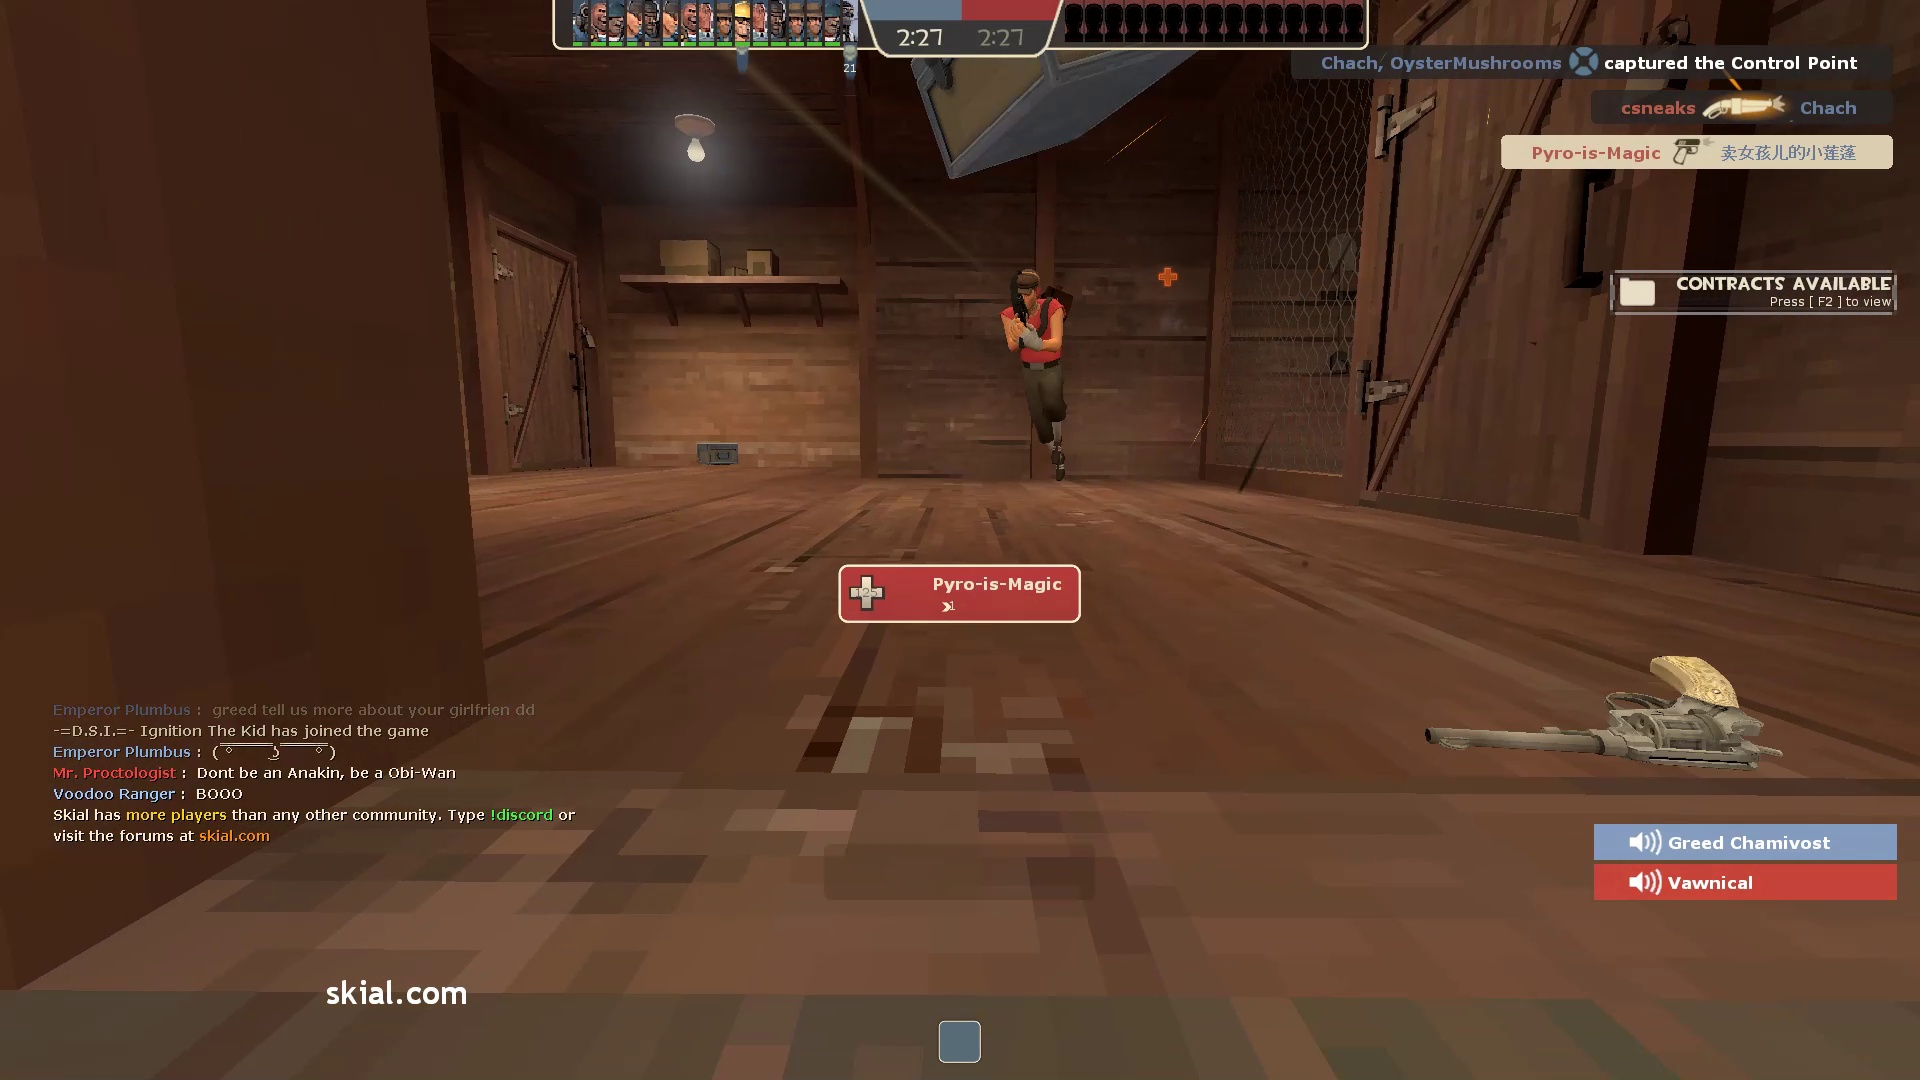 2:27 2:27
21
Chach, OysterMushrooms captured the Control Point
csneaks Chach
Pyro-is-Magic 卖女孩儿的小莲蓬
CONTRACTS AVAILABLE
Press [ F2 ] to view
125 Pyro-is-Magic
1
Emperor Plumbus : greed tell us more about your girlfrien dd
-=D.S.I.=- Ignition The Kid has joined the game
Emperor Plumbus : ( ͡° ͜ʖ ͡°)
Mr. Proctologist : Dont be an Anakin, be a Obi-Wan
Voodoo Ranger : BOOO
Skial has more players than any other community. Type !discord or
visit the forums at skial.com
Greed Chamivost
Vawnical
skial.com